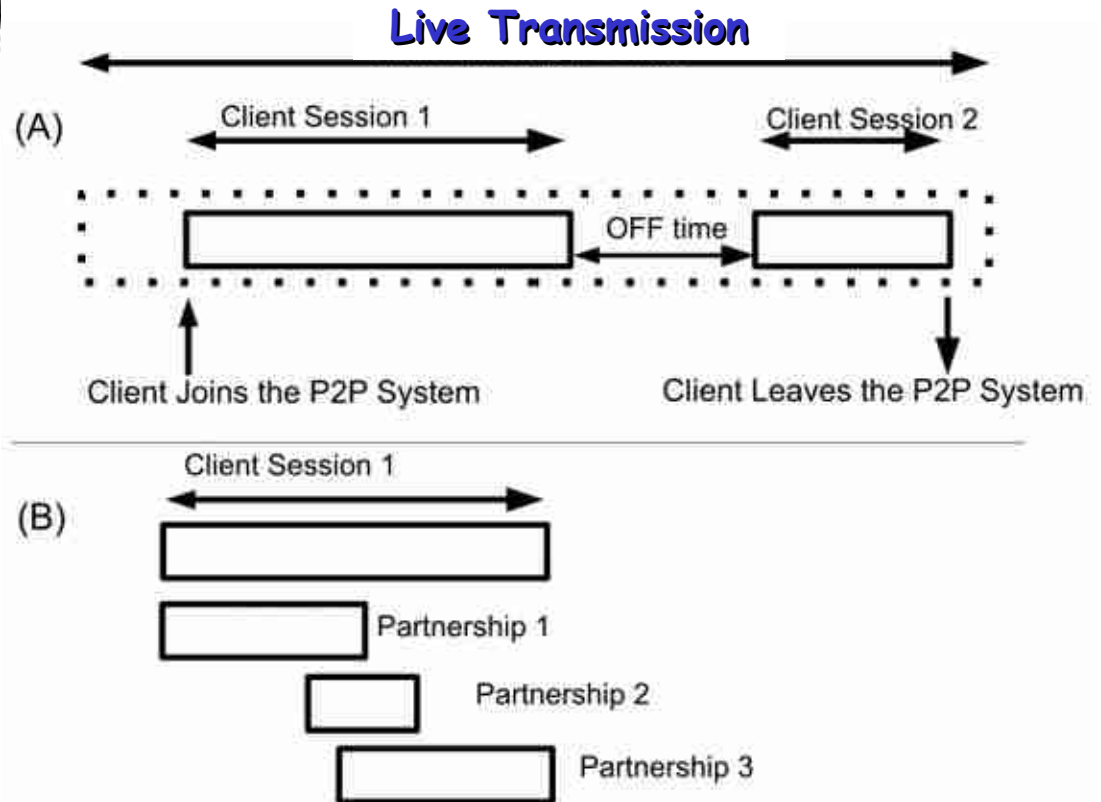 Live Transmission
(A)
Client Session 1
Client Session 2
OFF time
Client Joins the P2P System
Client Leaves the P2P System
Client Session 1
(B)
Partnership 1
Partnership 2
Partnership 3